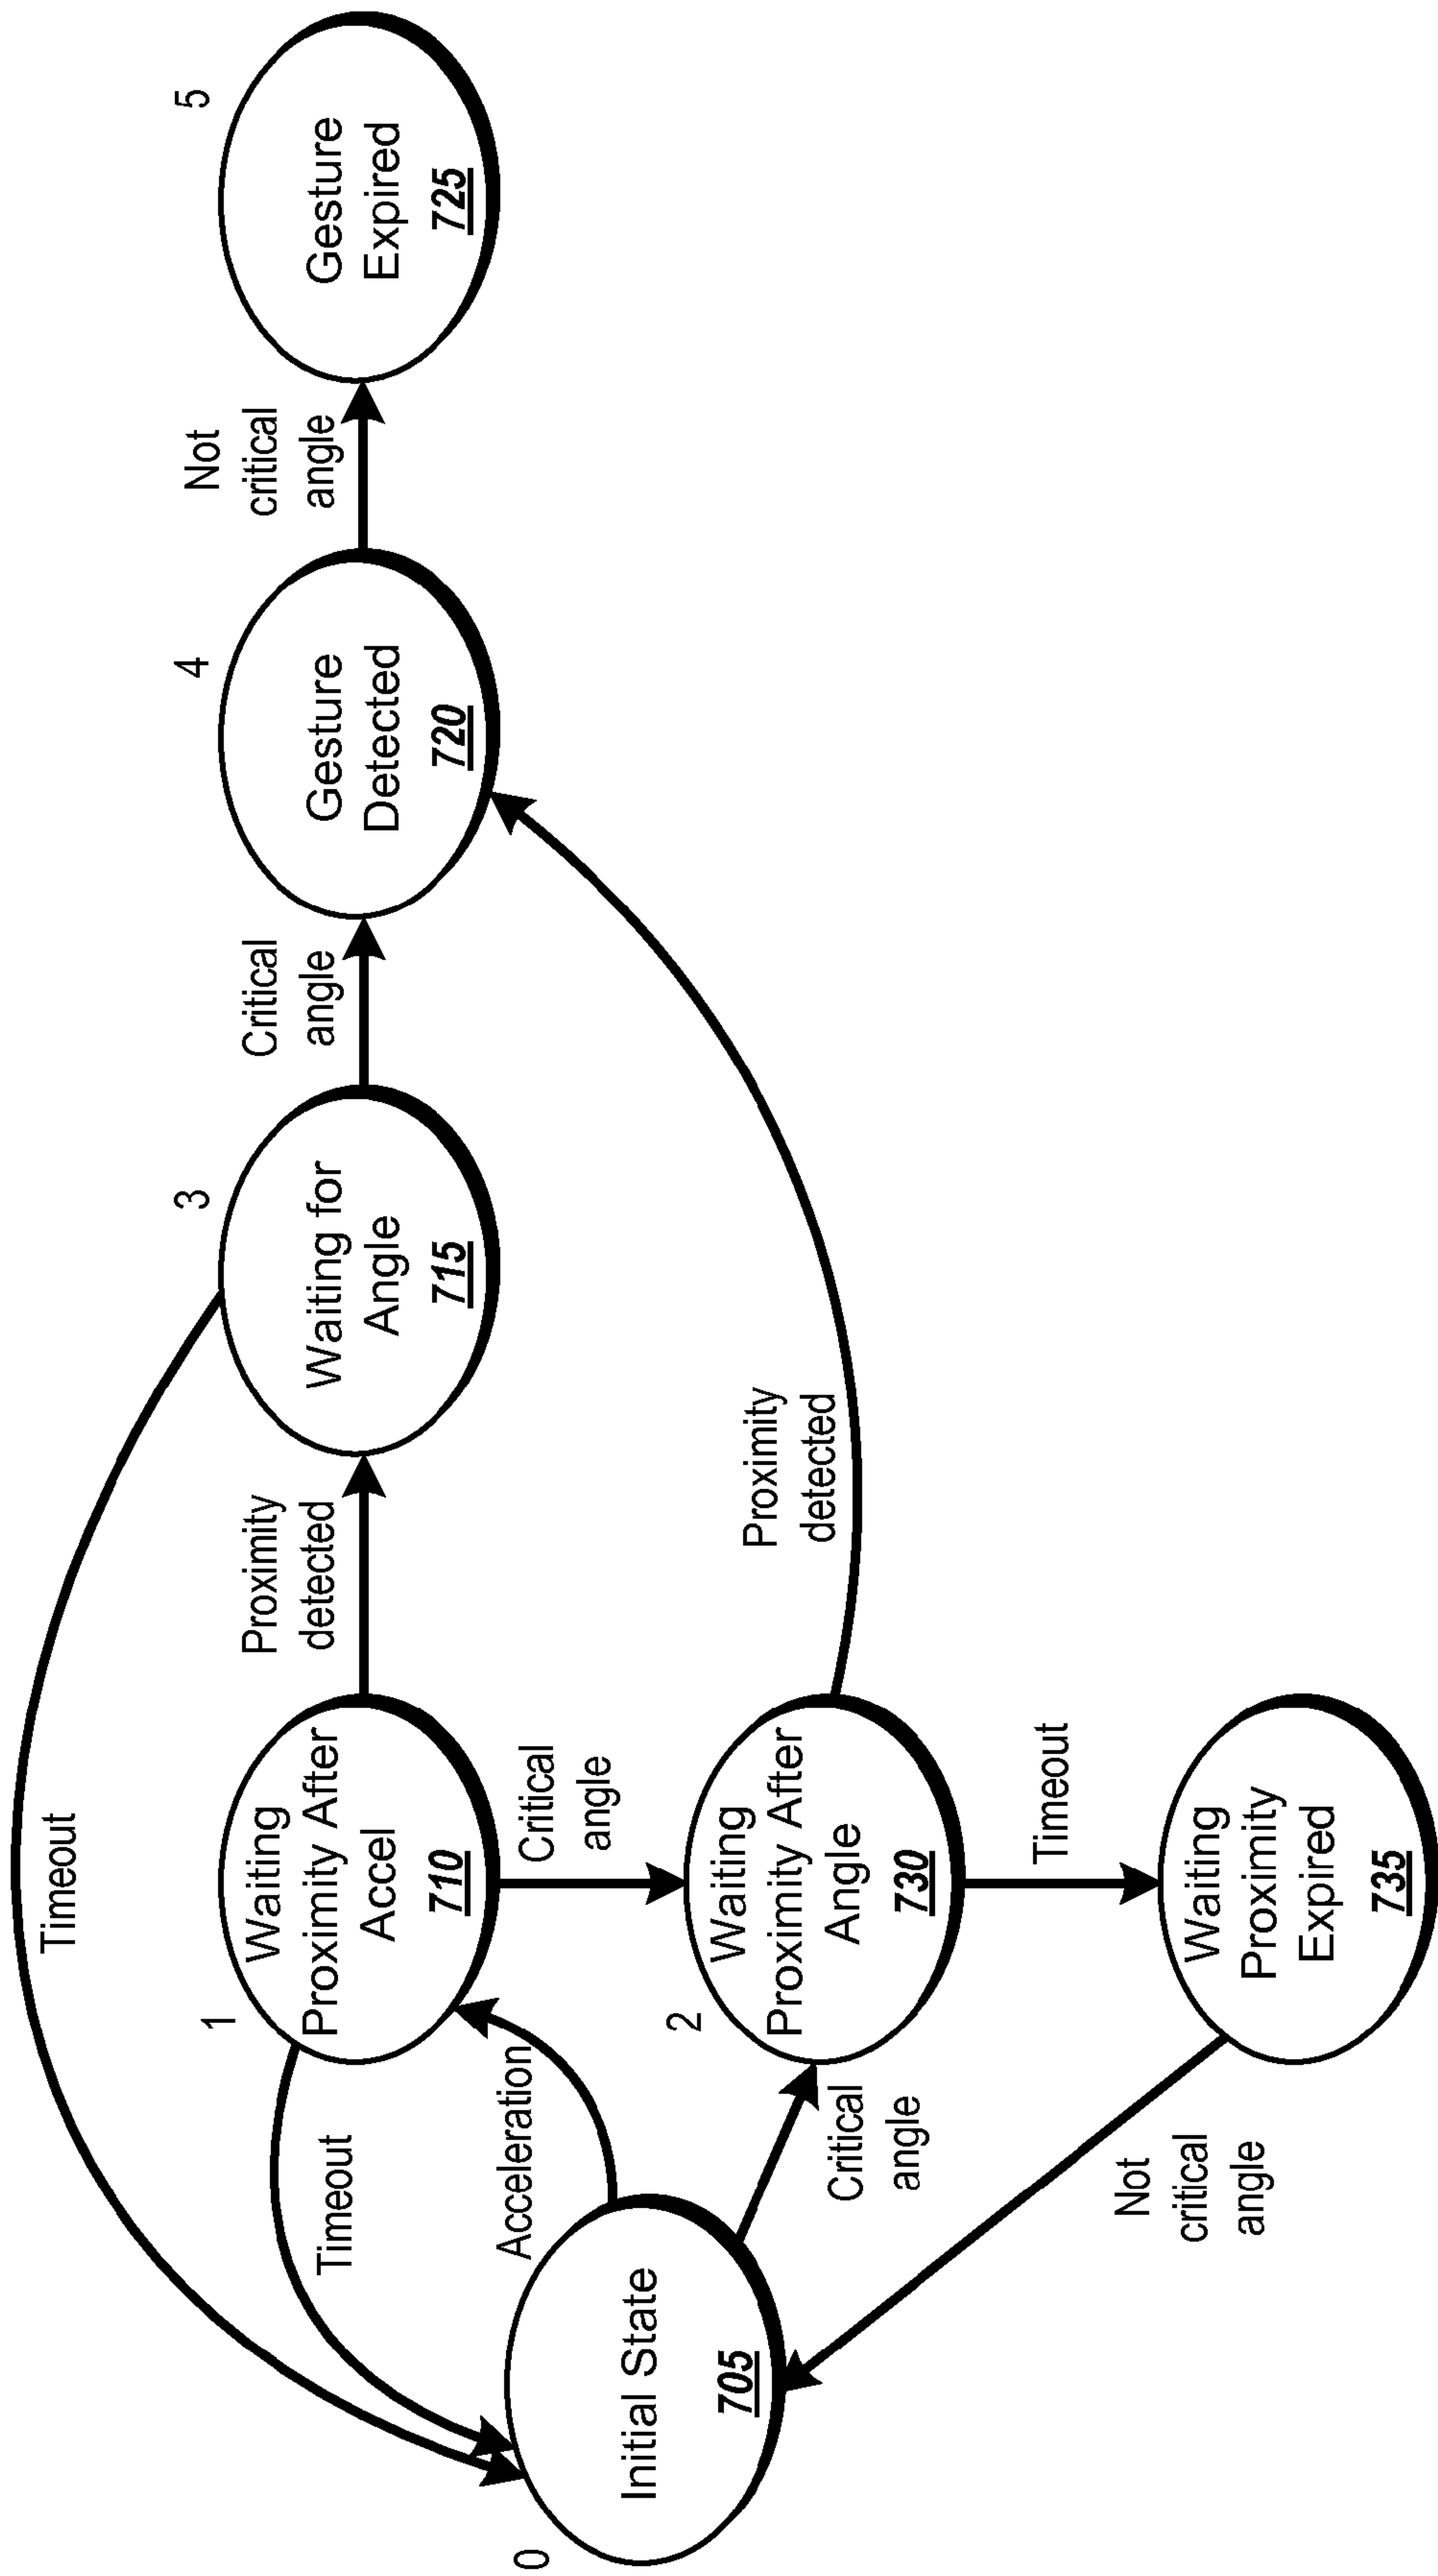 Timeout
Timeout
0
Initial State
705
Acceleration
1
Waiting
Proximity After
Accel
710
Proximity
detected
3
Waiting for
Angle
715
Critical
angle
4
Gesture
Detected
720
Not
critical
angle
5
Gesture
Expired
725
Critical
angle
Critical
angle
2
Waiting
Proximity After
Angle
730
Proximity
detected
Timeout
Not
critical
angle
Waiting
Proximity
Expired
735